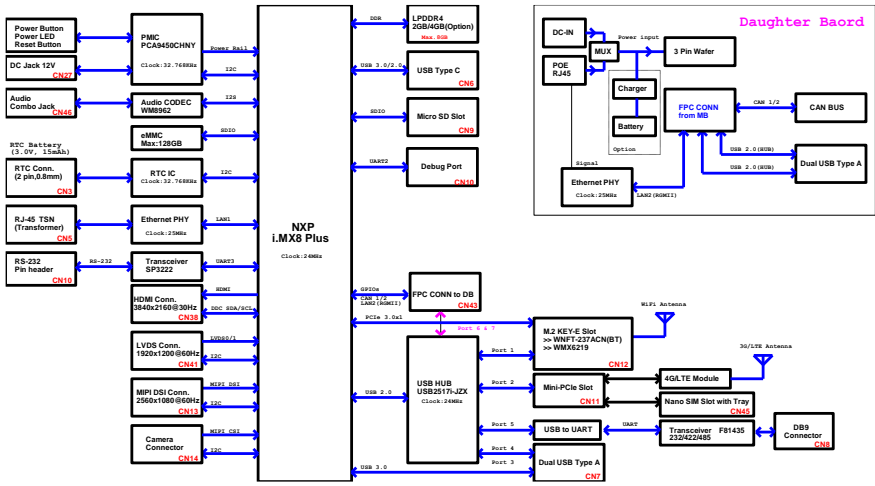 Power Button
Power LED
Reset Button
DC Jack 12V
CN27
PMIC
PCA9450CHNY
Clock:32.768KHz
Power Rail
I2C
Audio
Combo Jack
CN46
Audio CODEC
WM8962
I2S
eMMC
Max:128GB
SDIO
RTC Battery
(3.0V, 15mAh)
RTC Conn.
(2 pin,0.8mm)
CN3
RTC IC
Clock:32.768KHz
I2C
RJ-45 TSN
(Transformer)
CN5
Ethernet PHY
Clock:25MHz
LAN1
RS-232
Pin header
CN10
RS-232
Transceiver
SP3222
UART3
HDMI Conn.
3840x2160@30Hz
CN38
HDMI
DDC SDA/SCL
LVDS Conn.
1920x1200@60Hz
CN41
LVDS0/1
I2C
MIPI DSI Conn.
2560x1080@60Hz
CN13
MIPI DSI
I2C
Camera
Connector
CN14
MIPI CSI
I2C
NXP
i.MX8 Plus
Clock:24MHz
DDR
LPDDR4
2GB/4GB(Option)
Max.8GB
USB 3.0/2.0
USB Type C
CN6
SDIO
Micro SD Slot
CN9
UART2
Debug Port
CN10
GPIOs
CAN 1/2
LAN2(RGMII)
FPC CONN to DB
CN43
PCIe 3.0x1
Port 6 & 7
USB 2.0
USB HUB
USB2517i-JZX
Clock:24MHz
USB 3.0
Port 1
M.2 KEY-E Slot
>> WNFT-237ACN(BT)
>> WMX6219
CN12
WiFi Antenna
Port 2
Mini-PCIe Slot
CN11
4G/LTE Module
3G/LTE Antenna
Nano SIM Slot with Tray
CN45
Port 5
USB to UART
UART
Transceiver F81435
232/422/485
DB9
Connector
CN8
Port 4
Port 3
Dual USB Type A
CN7
Daughter Baord
DC-IN
POE
RJ45
MUX
Power input
3 Pin Wafer
Charger
Battery
Option
Signal
Ethernet PHY
Clock:25MHz
LAN2(RGMII)
FPC CONN
from MB
CAN 1/2
CAN BUS
USB 2.0(HUB)
USB 2.0(HUB)
Dual USB Type A